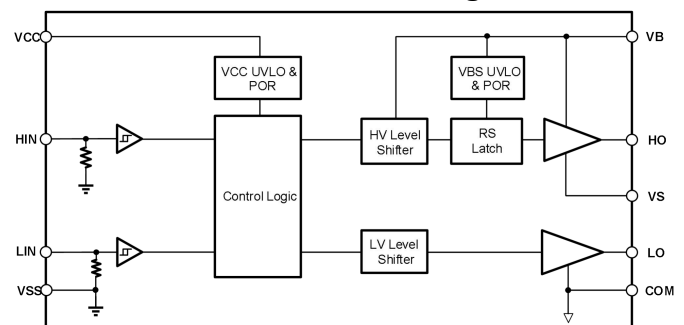 VCC
VB
VCC UVLO &
POR
VBS UVLO
& POR
HIN
HV Level
Shifter
RS
Latch
HO
Control Logic
VS
LIN
LV Level
Shifter
LO
VSS
COM